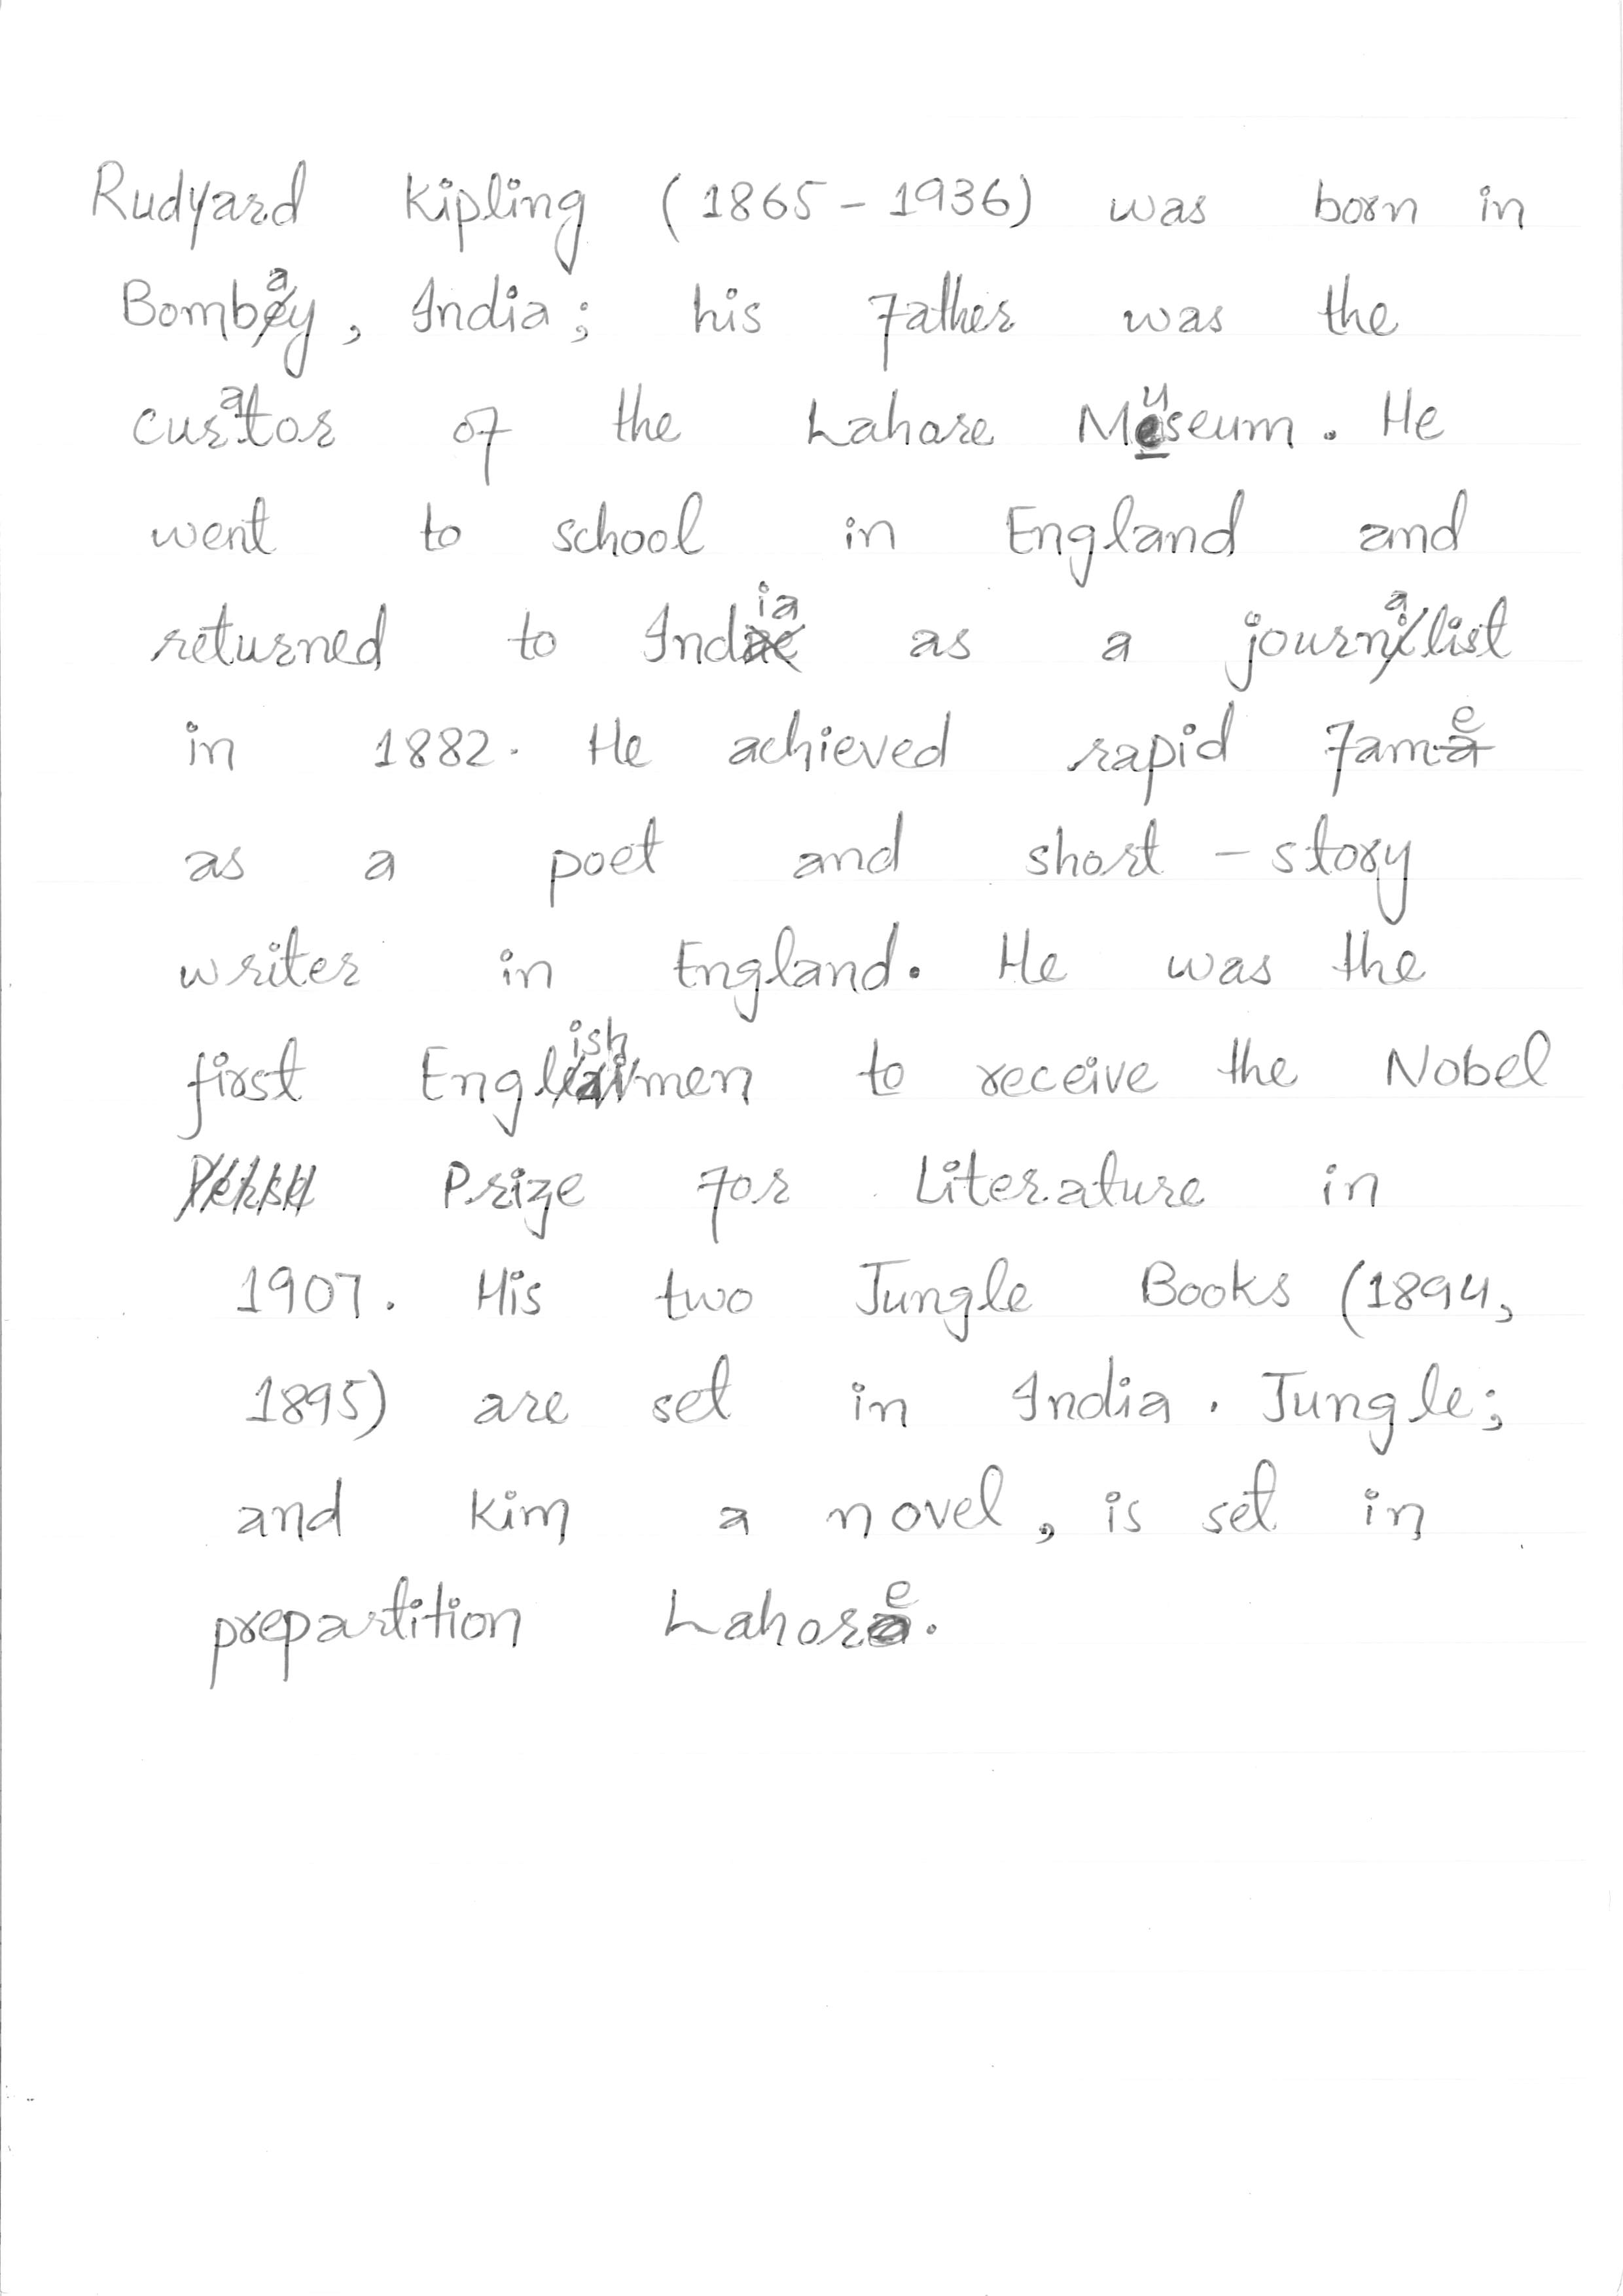 Rudyard Kipling (1865 - 1936) was born in
Bombay, India; his father was the
curator of the Lahore Museum. He
went to school in England and
returned to India as a journalist
in 1882. He achieved rapid fame
as a poet and short - story
writer in England. He was the
first Englishmen to receive the Nobel
Prize for Literature in
1907. His two Jungle Books (1894,
1895) are set in India. Jungle;
and Kim a novel, is set in
prepartition Lahore.